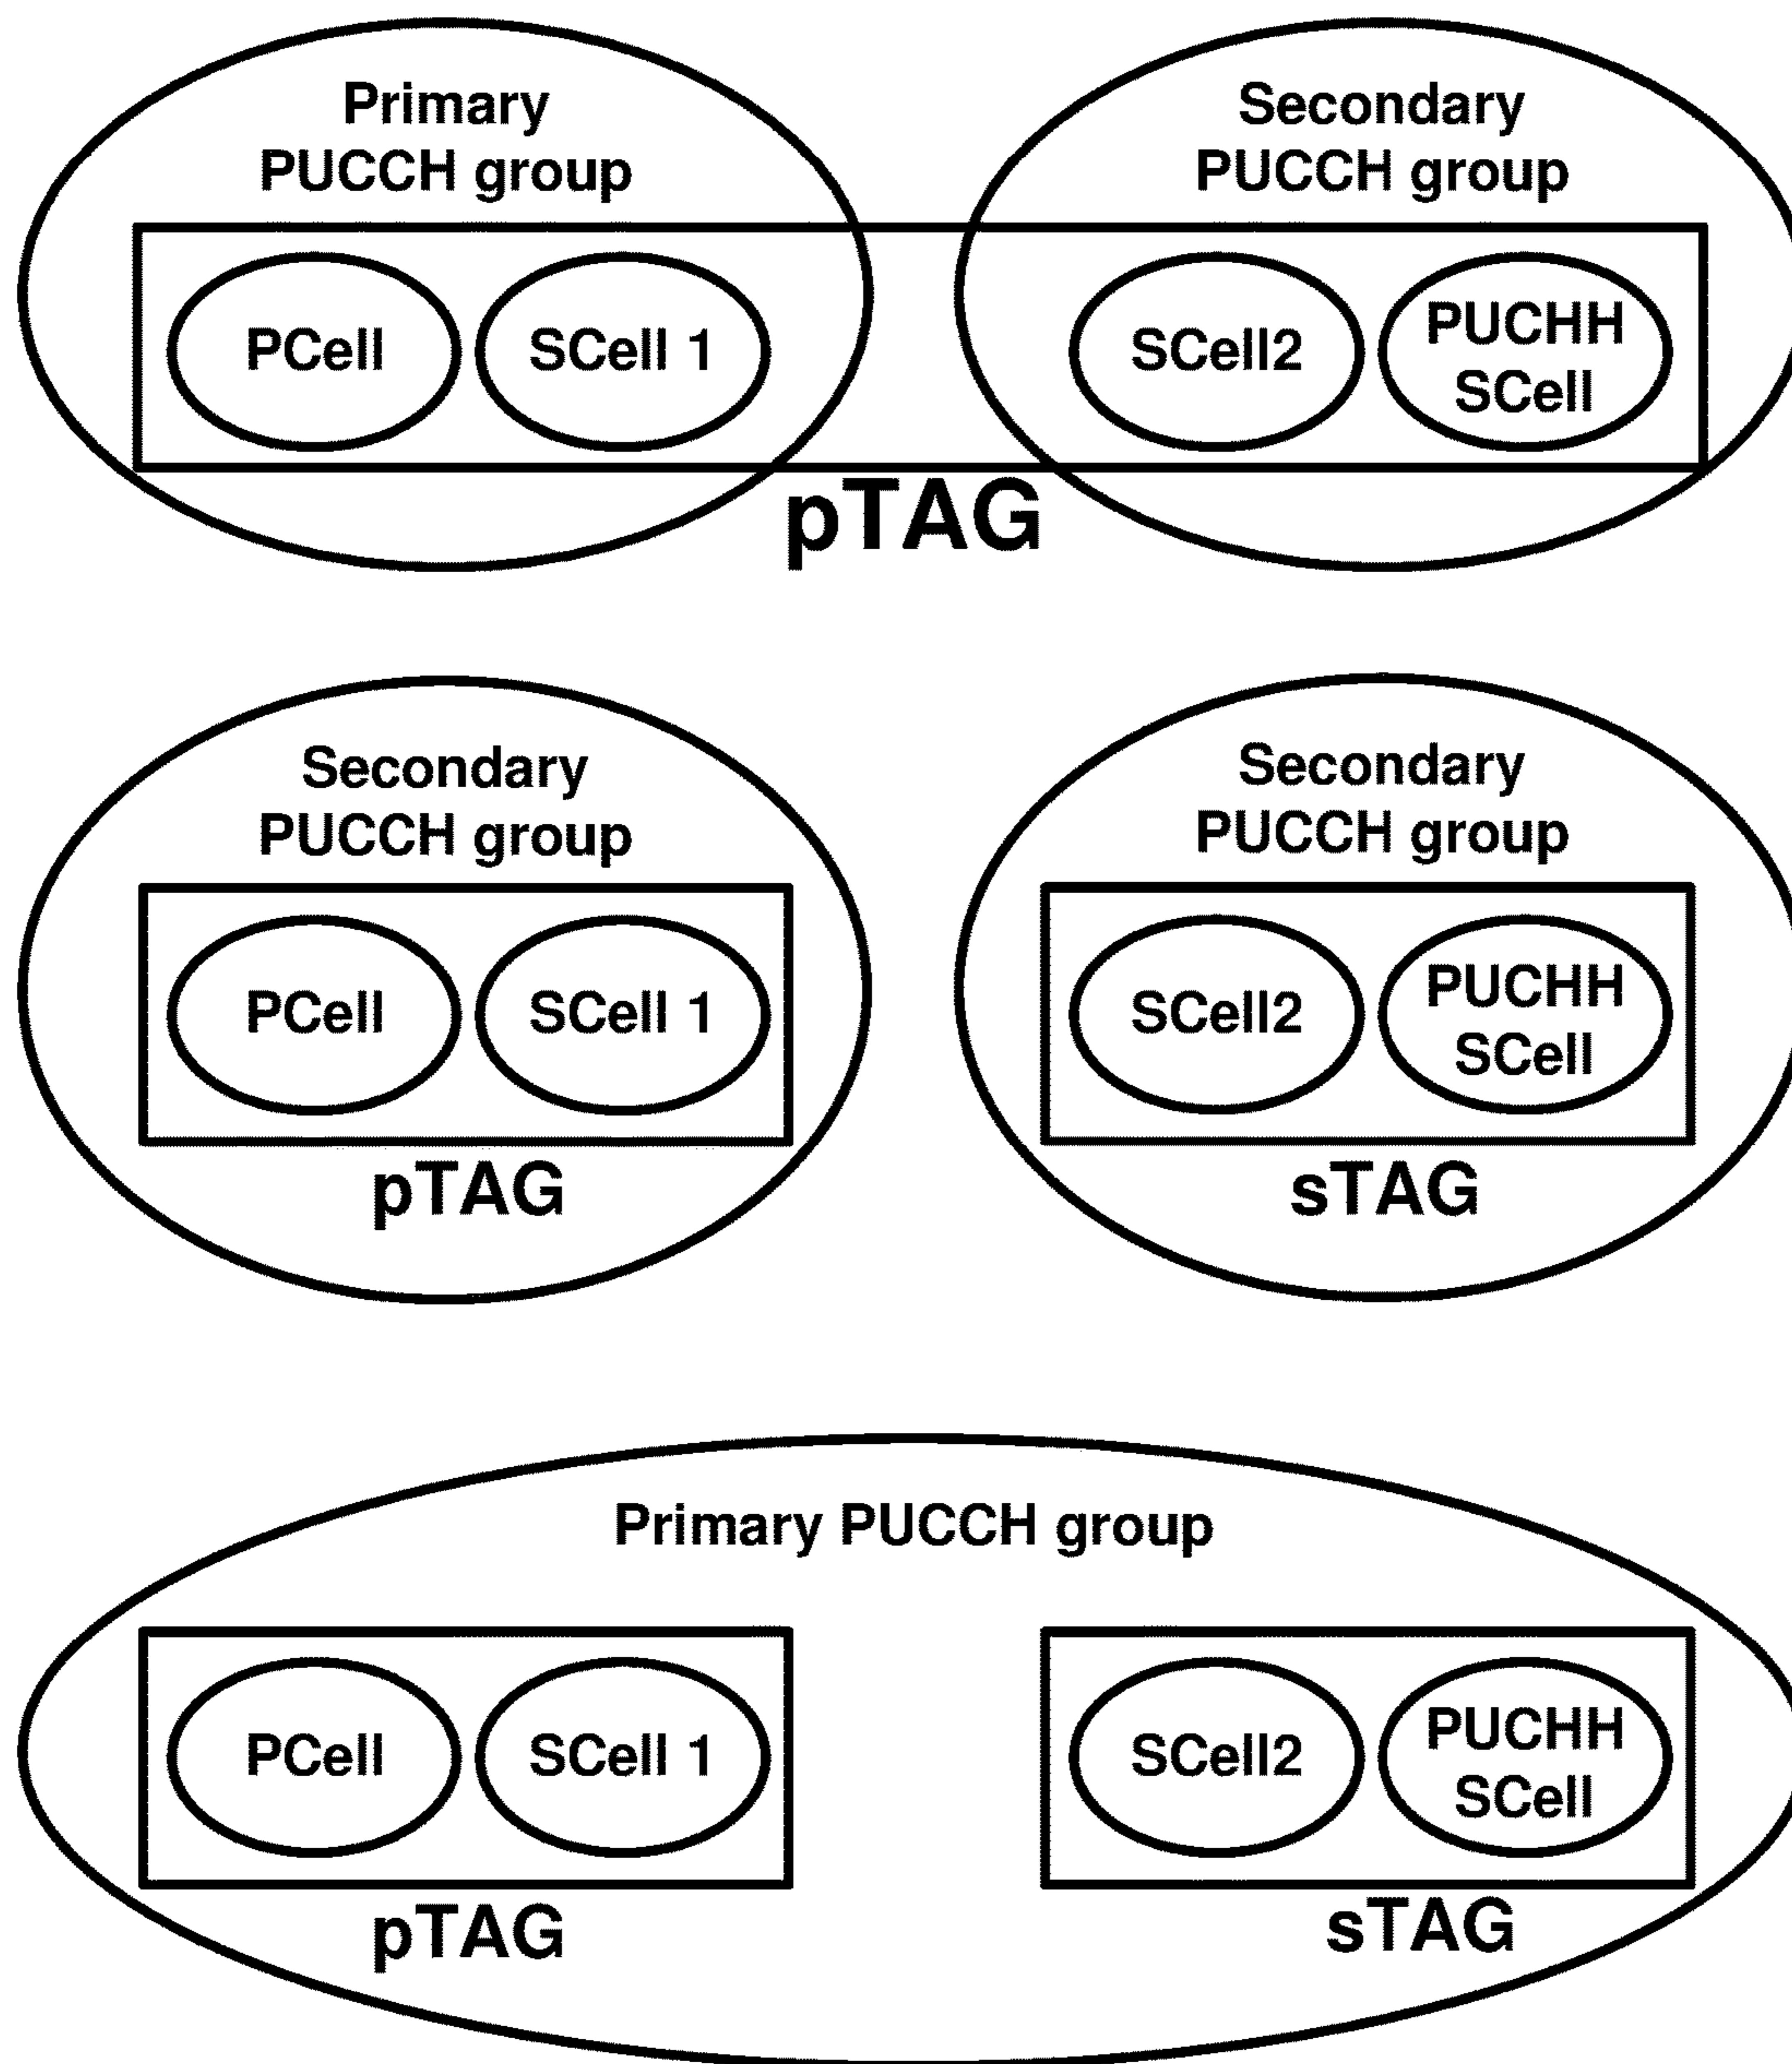 Primary
PUCCH group
Secondary
PUCCH group
PCell
SCell 1
SCell2
PUCHH
SCell
pTAG
Secondary
PUCCH group
Secondary
PUCCH group
PCell
SCell 1
SCell2
PUCHH
SCell
pTAG
sTAG
Primary PUCCH group
PCell
SCell 1
SCell2
PUCHH
SCell
pTAG
sTAG